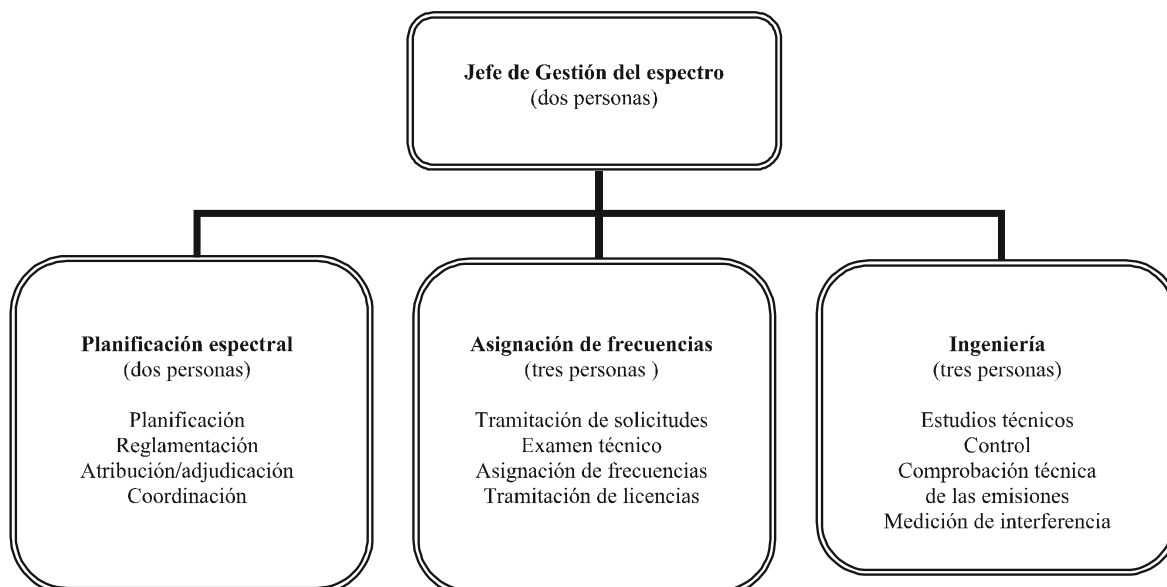 Jefe de Gestión del espectro
(dos personas)
Planificación espectral
(dos personas)
Planificación
Reglamentación
Atribución/adjudicación
Coordinación
Asignación de frecuencias
(tres personas )
Tramitación de solicitudes
Examen técnico
Asignación de frecuencias
Tramitación de licencias
Ingeniería
(tres personas)
Estudios técnicos
Control
Comprobación técnica
de las emisiones
Medición de interferencia